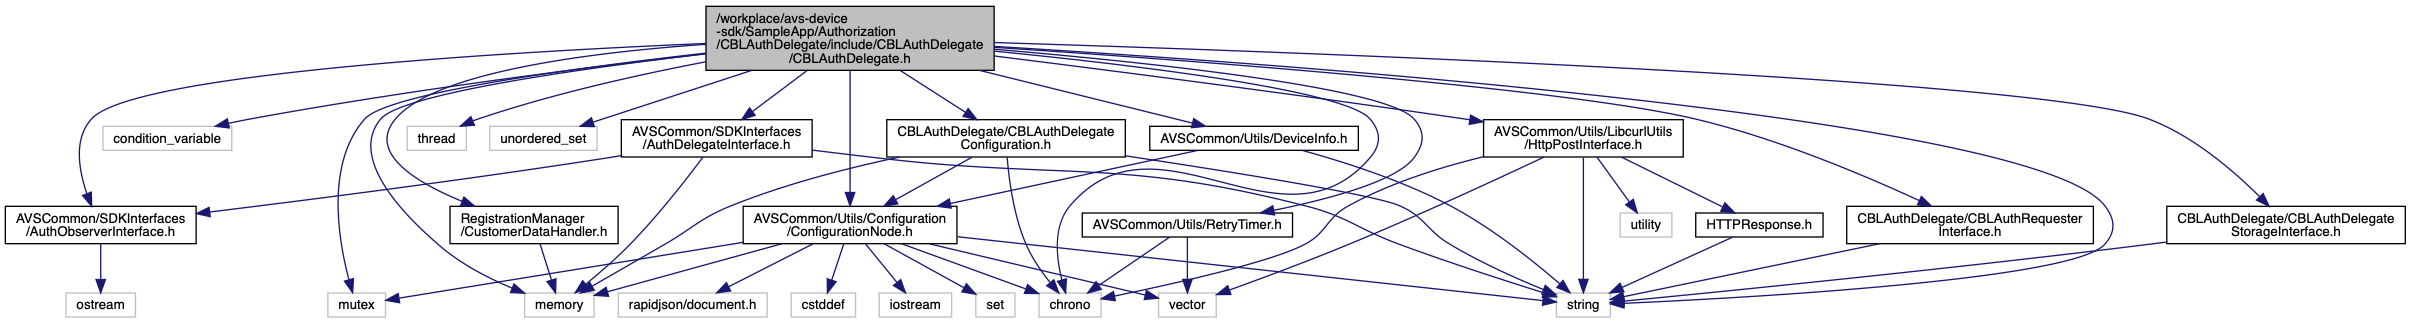 /workplace/avs-device
-sdk/SampleApp/Authorization
/CBLAuthDelegate/include/CBLAuthDelegate
/CBLAuthDelegate.h
condition_variable
thread
unordered_set
AVSCommon/SDKInterfaces
/AuthDelegateInterface.h
CBLAuthDelegate/CBLAuthDelegate
Configuration.h
AVSCommon/Utils/DeviceInfo.h
AVSCommon/Utils/LibcurlUtils
/HttpPostInterface.h
AVSCommon/SDKInterfaces
/AuthObserverInterface.h
RegistrationManager
/CustomerDataHandler.h
AVSCommon/Utils/Configuration
/ConfigurationNode.h
AVSCommon/Utils/RetryTimer.h
utility
HTTPResponse.h
CBLAuthDelegate/CBLAuthRequester
Interface.h
CBLAuthDelegate/CBLAuthDelegate
StorageInterface.h
ostream
mutex
memory
rapidjson/document.h
cstddef
iostream
set
chrono
vector
string